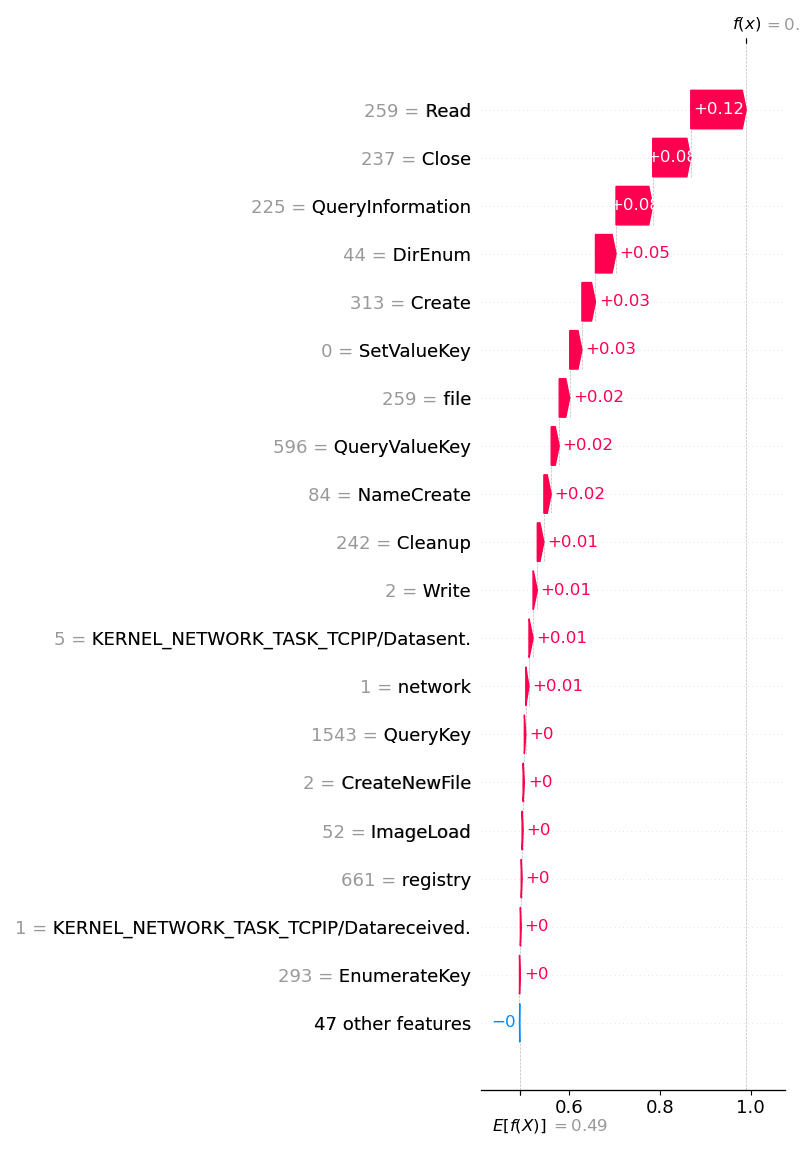 f(x) = 0.
259 = Read +0.12
237 = Close +0.08
225 = QueryInformation +0.08
44 = DirEnum +0.05
313 = Create +0.03
0 = SetValueKey +0.03
259 = file +0.02
596 = QueryValueKey +0.02
84 = NameCreate +0.02
242 = Cleanup +0.01
2 = Write +0.01
5 = KERNEL_NETWORK_TASK_TCPIP/Datasent. +0.01
1 = network +0.01
1543 = QueryKey +0
2 = CreateNewFile +0
52 = ImageLoad +0
661 = registry +0
1 = KERNEL_NETWORK_TASK_TCPIP/Datareceived. +0
293 = EnumerateKey +0
47 other features −0
0.6 0.8 1.0
E[f(X)] = 0.49